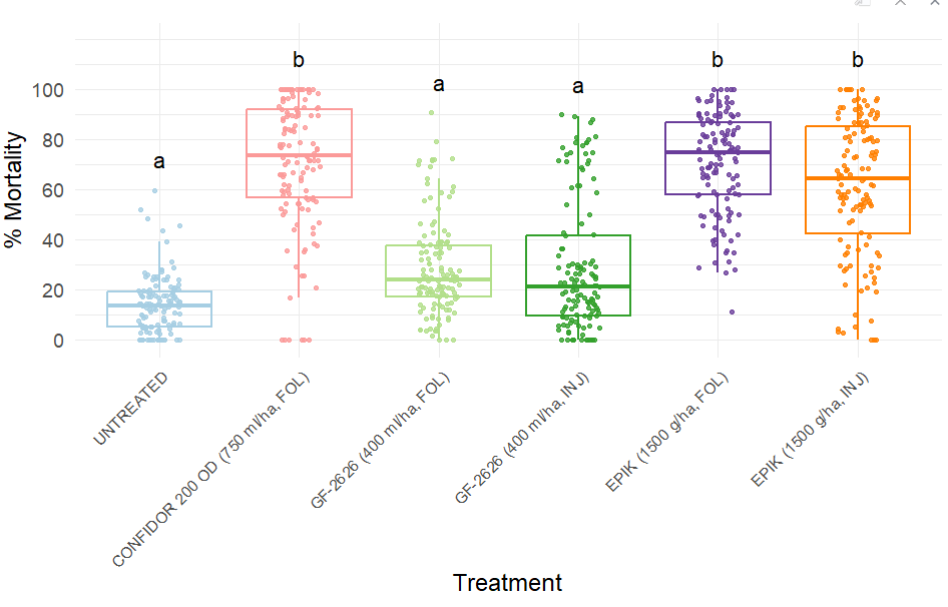 b
b
b
a
a
a
100
80
60
40
20
0
% Mortality
UNTREATED
CONFIDOR 200 OD (750 ml/ha, FOL)
GF-2626 (400 ml/ha, FOL)
GF-2626 (400 ml/ha, INJ)
EPIK (1500 g/ha, FOL)
EPIK (1500 g/ha, INJ)
Treatment